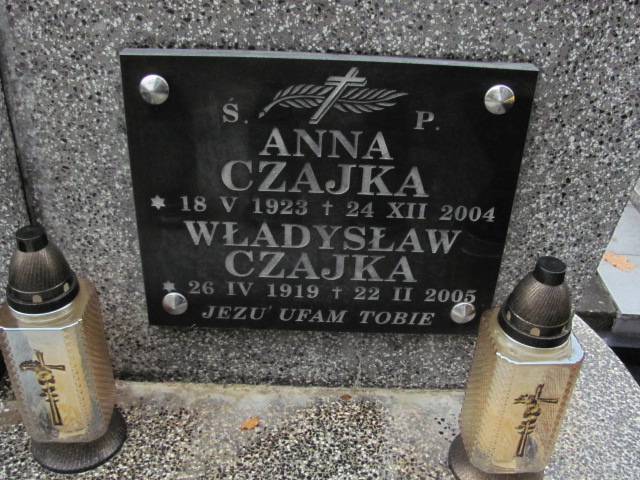 Ś. P.
ANNA
CZAJKA
* 18 V 1923 † 24 XII 2004
WŁADYSŁAW
CZAJKA
* 26 IV 1919 † 22 II 2005
JEZU UFAM TOBIE